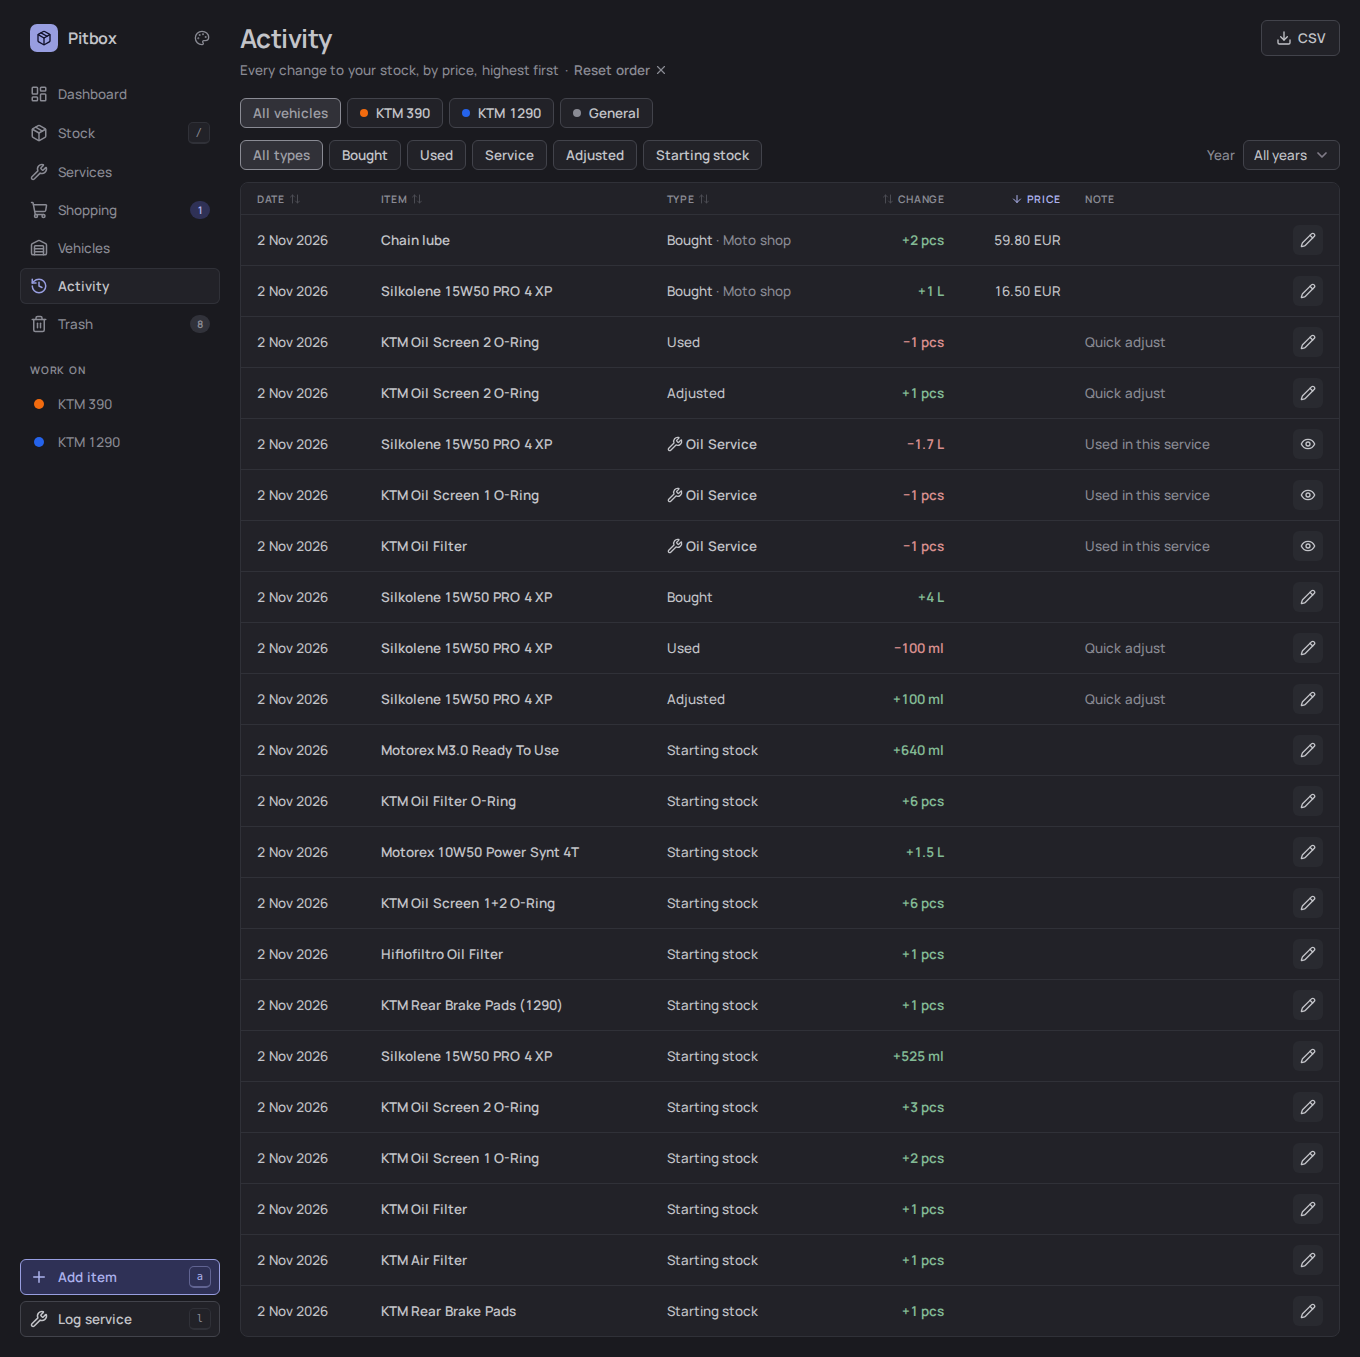 Pitbox
Dashboard
Stock /
Services
Shopping 1
Vehicles
Activity
Trash 8
WORK ON
KTM 390
KTM 1290
Add item a
Log service l
Activity
CSV
Every change to your stock, by price, highest first · Reset order ×
All vehicles KTM 390 KTM 1290 General
All types Bought Used Service Adjusted Starting stock Year All years
DATE ITEM TYPE CHANGE PRICE NOTE
2 Nov 2026 Chain lube Bought · Moto shop +2 pcs 59.80 EUR
2 Nov 2026 Silkolene 15W50 PRO 4 XP Bought · Moto shop +1 L 16.50 EUR
2 Nov 2026 KTM Oil Screen 2 O-Ring Used −1 pcs Quick adjust
2 Nov 2026 KTM Oil Screen 2 O-Ring Adjusted +1 pcs Quick adjust
2 Nov 2026 Silkolene 15W50 PRO 4 XP Oil Service −1.7 L Used in this service
2 Nov 2026 KTM Oil Screen 1 O-Ring Oil Service −1 pcs Used in this service
2 Nov 2026 KTM Oil Filter Oil Service −1 pcs Used in this service
2 Nov 2026 Silkolene 15W50 PRO 4 XP Bought +4 L
2 Nov 2026 Silkolene 15W50 PRO 4 XP Used −100 ml Quick adjust
2 Nov 2026 Silkolene 15W50 PRO 4 XP Adjusted +100 ml Quick adjust
2 Nov 2026 Motorex M3.0 Ready To Use Starting stock +640 ml
2 Nov 2026 KTM Oil Filter O-Ring Starting stock +6 pcs
2 Nov 2026 Motorex 10W50 Power Synt 4T Starting stock +1.5 L
2 Nov 2026 KTM Oil Screen 1+2 O-Ring Starting stock +6 pcs
2 Nov 2026 Hiflofiltro Oil Filter Starting stock +1 pcs
2 Nov 2026 KTM Rear Brake Pads (1290) Starting stock +1 pcs
2 Nov 2026 Silkolene 15W50 PRO 4 XP Starting stock +525 ml
2 Nov 2026 KTM Oil Screen 2 O-Ring Starting stock +3 pcs
2 Nov 2026 KTM Oil Screen 1 O-Ring Starting stock +2 pcs
2 Nov 2026 KTM Oil Filter Starting stock +1 pcs
2 Nov 2026 KTM Air Filter Starting stock +1 pcs
2 Nov 2026 KTM Rear Brake Pads Starting stock +1 pcs